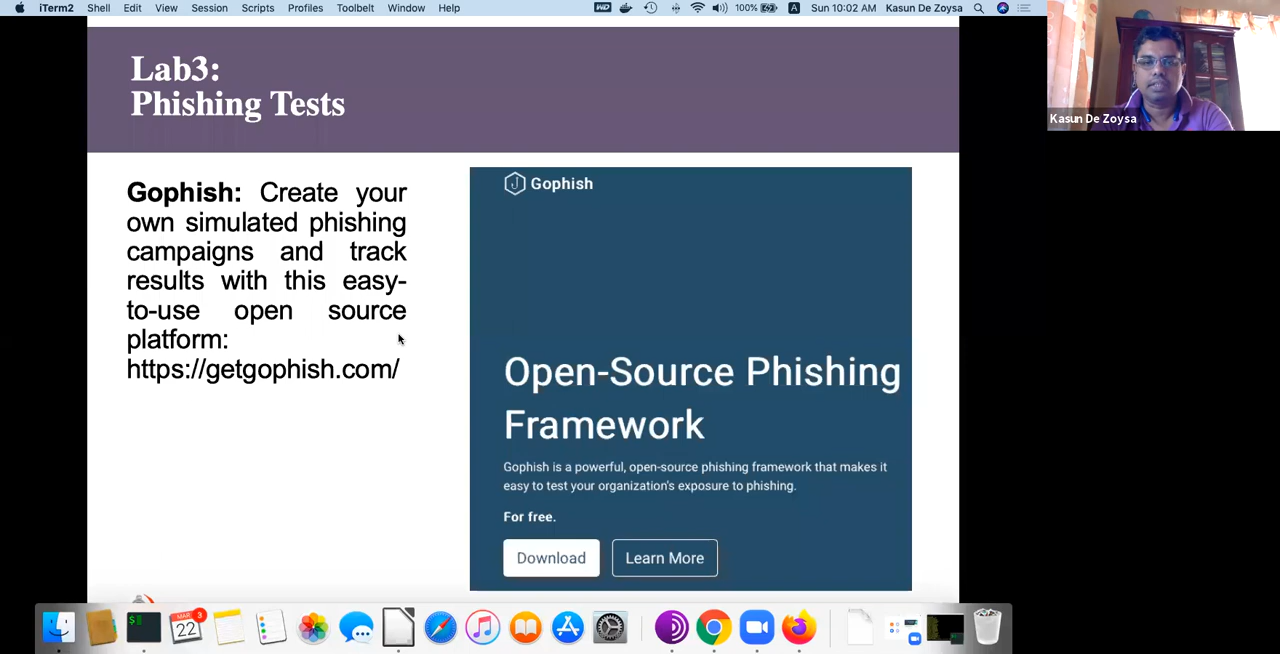 iTerm2 Shell Edit View Session Scripts Profiles Toolbelt Window Help 100% A Sun 10:02 AM Kasun De Zoysa
Lab3:
Phishing Tests
Kasun De Zoysa
Gophish: Create your
own simulated phishing
campaigns and track
results with this easy-
to-use open source
platform:
https://getgophish.com/
Gophish
Open-Source Phishing
Framework
Gophish is a powerful, open-source phishing framework that makes it
easy to test your organization's exposure to phishing.
For free.
Download Learn More
MAR
22
3